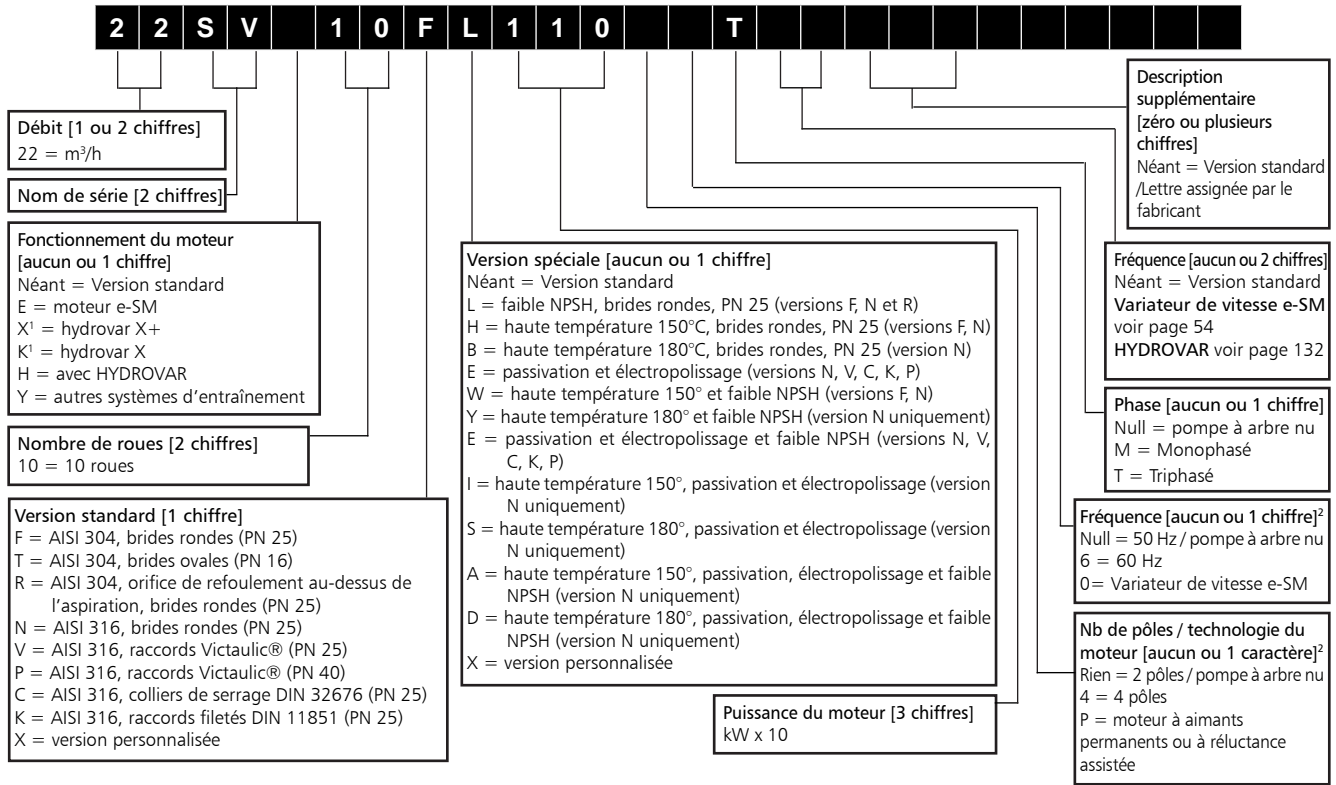 22SV 10FL110 T
Débit [1 ou 2 chiffres]
22 = m³/h
Nom de série [2 chiffres]
Fonctionnement du moteur
[aucun ou 1 chiffre]
Néant = Version standard
E = moteur e-SM
X¹ = hydrovar X+
K¹ = hydrovar X
H = avec HYDROVAR
Y = autres systèmes d'entraînement
Nombre de roues [2 chiffres]
10 = 10 roues
Version standard [1 chiffre]
F = AISI 304, brides rondes (PN 25)
T = AISI 304, brides ovales (PN 16)
R = AISI 304, orifice de refoulement au-dessus de
l'aspiration, brides rondes (PN 25)
N = AISI 316, brides rondes (PN 25)
V = AISI 316, raccords Victaulic® (PN 25)
P = AISI 316, raccords Victaulic® (PN 40)
C = AISI 316, colliers de serrage DIN 32676 (PN 25)
K = AISI 316, raccords filetés DIN 11851 (PN 25)
X = version personnalisée
Version spéciale [aucun ou 1 chiffre]
Néant = Version standard
L = faible NPSH, brides rondes, PN 25 (versions F, N et R)
H = haute température 150°C, brides rondes, PN 25 (versions F, N)
B = haute température 180°C, brides rondes, PN 25 (version N)
E = passivation et électropolissage (versions N, V, C, K, P)
W = haute température 150° et faible NPSH (versions F, N)
Y = haute température 180° et faible NPSH (version N uniquement)
E = passivation et électropolissage et faible NPSH (versions N, V,
C, K, P)
I = haute température 150°, passivation et électropolissage (version
N uniquement)
S = haute température 180°, passivation et électropolissage (version
N uniquement)
A = haute température 150°, passivation, électropolissage et faible
NPSH (version N uniquement)
D = haute température 180°, passivation, électropolissage et faible
NPSH (version N uniquement)
X = version personnalisée
Puissance du moteur [3 chiffres]
kW x 10
Description
supplémentaire
[zéro ou plusieurs
chiffres]
Néant = Version standard
/Lettre assignée par le
fabricant
Fréquence [aucun ou 2 chiffres]
Néant = Version standard
Variateur de vitesse e-SM
voir page 54
HYDROVAR voir page 132
Phase [aucun ou 1 chiffre]
Null = pompe à arbre nu
M = Monophasé
T = Triphasé
Fréquence [aucun ou 1 chiffre]²
Null = 50 Hz / pompe à arbre nu
6 = 60 Hz
0= Variateur de vitesse e-SM
Nb de pôles / technologie du
moteur [aucun ou 1 caractère]²
Rien = 2 pôles / pompe à arbre nu
4 = 4 pôles
P = moteur à aimants
permanents ou à réluctance
assistée